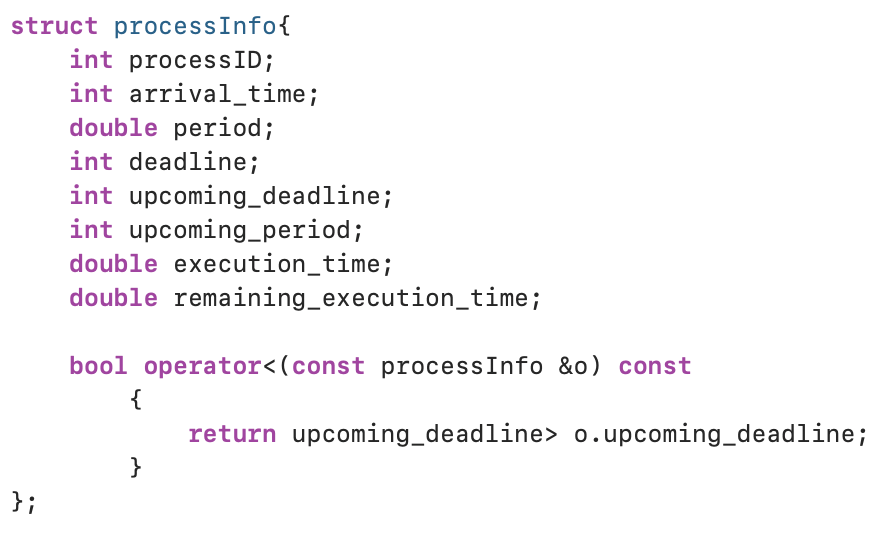 struct processInfo{
    int processID;
    int arrival_time;
    double period;
    int deadline;
    int upcoming_deadline;
    int upcoming_period;
    double execution_time;
    double remaining_execution_time;

    bool operator<(const processInfo &o) const
        {
            return upcoming_deadline> o.upcoming_deadline;
        }
};